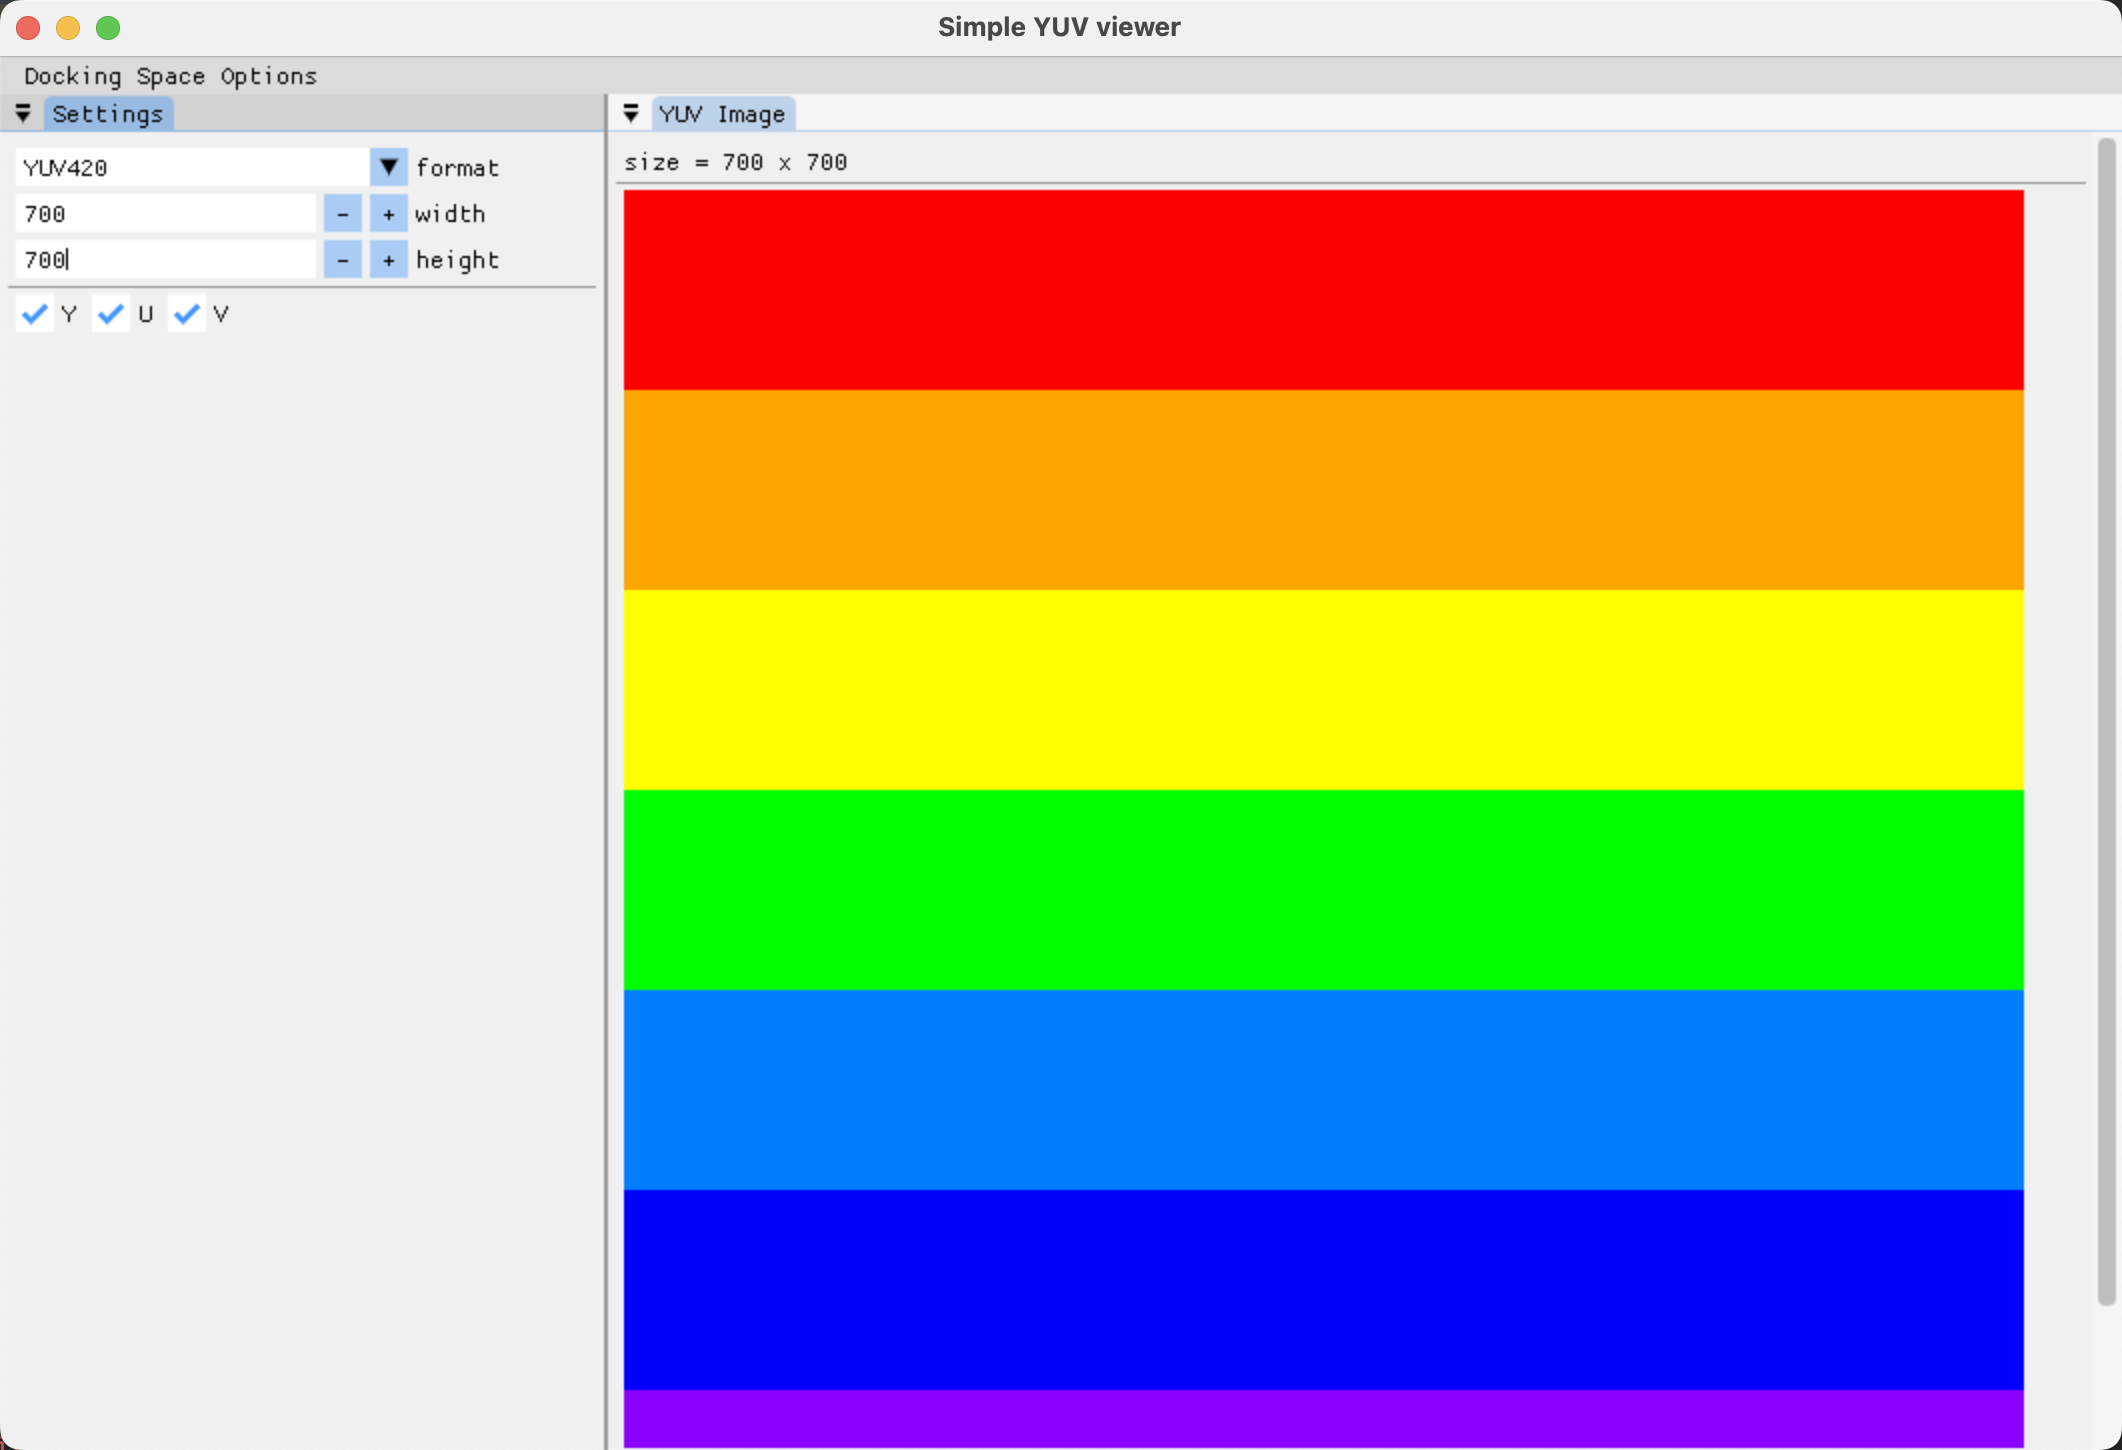 Simple YUV viewer
Docking Space Options
Settings
YUV420 format
700 - + width
700 - + height
Y U V
YUV Image
size = 700 x 700